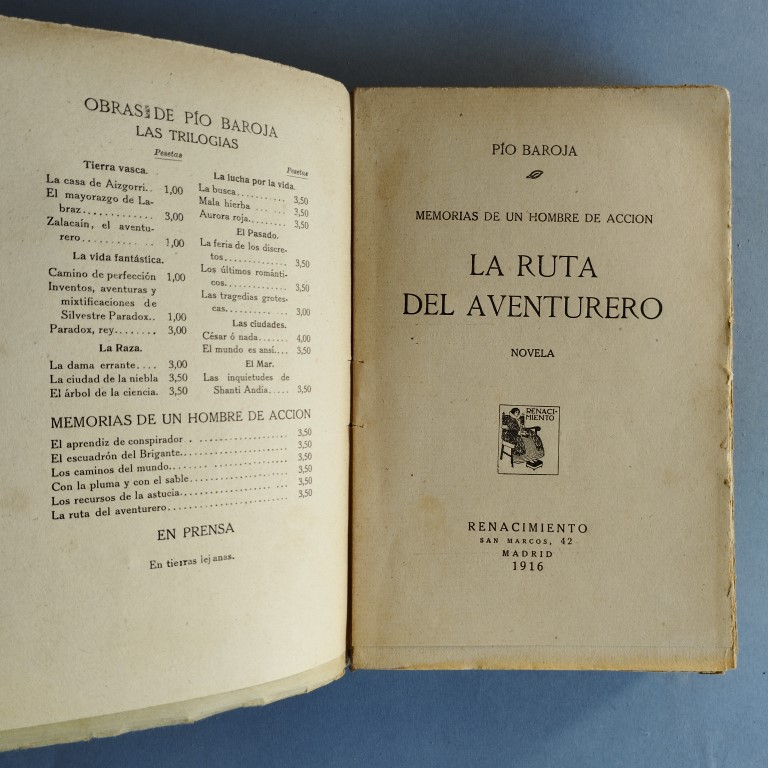 OBRAS DE PÍO BAROJA
LAS TRILOGIAS
Pesetas
Tierra vasca.
La casa de Aizgorri.. 1,00
El mayorazgo de La-
braz............ 3,00
Zalacaín, el aventu-
rero.......... .. 1,00
La vida fantástica.
Camino de perfección 1,00
Inventos, aventuras y
mixtificaciones de
Silvestre Paradox.. 1,00
Paradox, rey........ 3,00
La Raza.
La dama errante.... 3,00
La ciudad de la niebla 3,50
El árbol de la ciencia. 3,50
Pesetas
La lucha por la vida.
La busca........... 3,50
Mala hierba ... ... 3,50
Aurora roja......... 3,50
El Pasado.
La feria de los discre-
tos.............. 3,50
Los últimos románti-
cos.............. 3,50
Las tragedias grotes-
cas.............. 3,00
Las ciudades.
César ó nada....... 4,00
El mundo es ansí.... 3,50
El Mar.
Las inquietudes de
Shanti Andía..... 3,50
MEMORIAS DE UN HOMBRE DE ACCION
El aprendiz de conspirador . .................. 3,50
El escuadrón del Brigante..................... 3,50
Los caminos del mundo....................... 3,50
Con la pluma y con el sable................... 3,50
Los recursos de la astucia..................... 3,50
La ruta del aventurero........................ 3,50
EN PRENSA
En tierras lejanas.
PÍO BAROJA
MEMORIAS DE UN HOMBRE DE ACCION
LA RUTA
DEL AVENTURERO
NOVELA
RENACI-
MIENTO
RENACIMIENTO
SAN MARCOS, 42
MADRID
1916